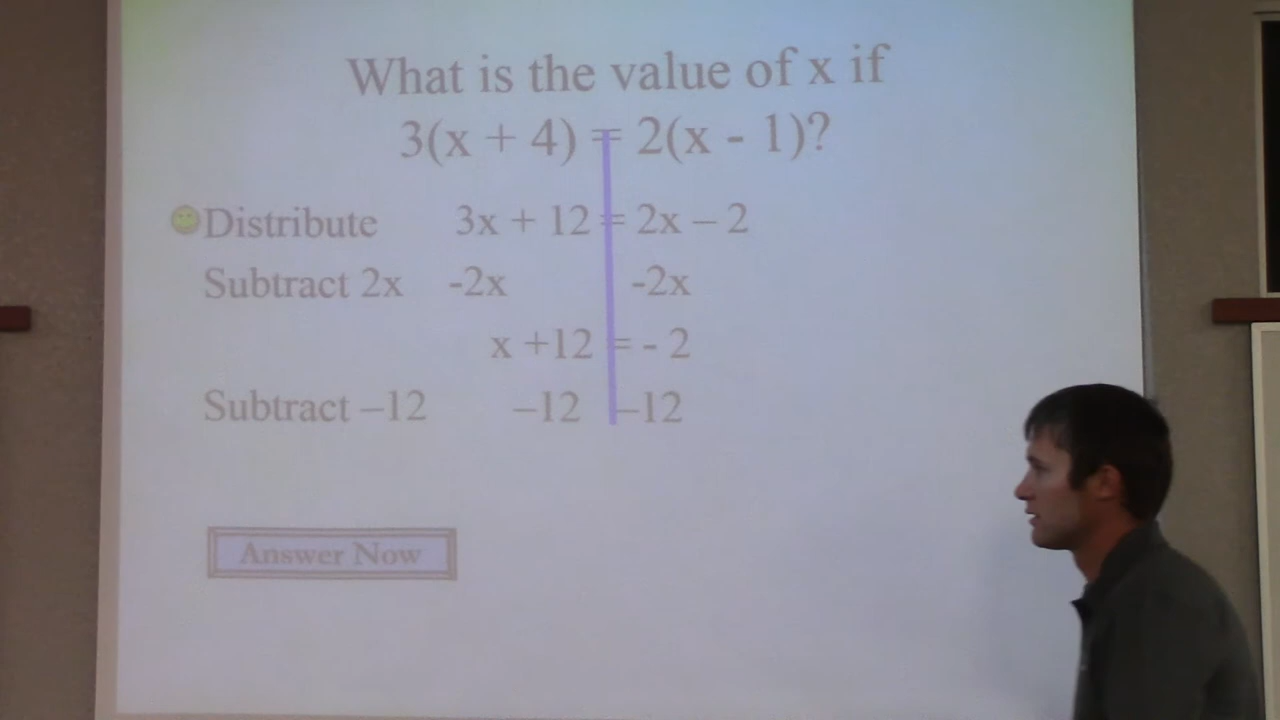 What is the value of x if
3(x + 4) = 2(x - 1)?
Distribute 3x + 12 = 2x – 2
Subtract 2x -2x -2x
x +12 = - 2
Subtract –12 –12 –12
Answer Now